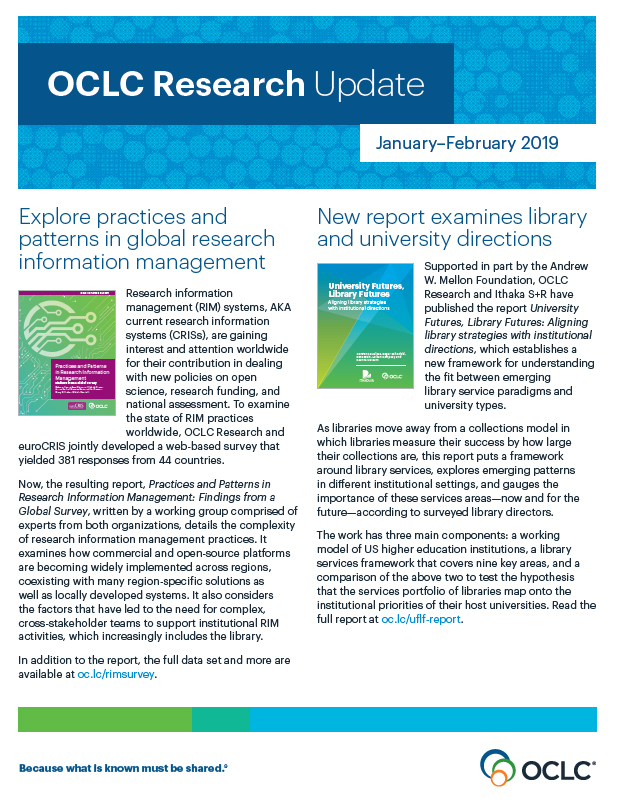 OCLC Research Update
January–February 2019
Explore practices and
patterns in global research
information management
Practices and Patterns
in Research Information
Management
OCLC
Research information
management (RIM) systems, AKA
current research information
systems (CRISs), are gaining
interest and attention worldwide
for their contribution in dealing
with new policies on open
science, research funding, and
national assessment. To examine
the state of RIM practices
worldwide, OCLC Research and
euroCRIS jointly developed a web-based survey that
yielded 381 responses from 44 countries.
Now, the resulting report, Practices and Patterns in
Research Information Management: Findings from a
Global Survey, written by a working group comprised of
experts from both organizations, details the complexity
of research information management practices. It
examines how commercial and open-source platforms
are becoming widely implemented across regions,
coexisting with many region-specific solutions as
well as locally developed systems. It also considers
the factors that have led to the need for complex,
cross-stakeholder teams to support institutional RIM
activities, which increasingly includes the library.
In addition to the report, the full data set and more are
available at oc.lc/rimsurvey.
New report examines library
and university directions
University Futures,
Library Futures
Aligning library strategies
with institutional directions
OCLC
Supported in part by the Andrew
W. Mellon Foundation, OCLC
Research and Ithaka S+R have
published the report University
Futures, Library Futures: Aligning
library strategies with institutional
directions, which establishes a
new framework for understanding
the fit between emerging
library service paradigms and
university types.
As libraries move away from a collections model in
which libraries measure their success by how large
their collections are, this report puts a framework
around library services, explores emerging patterns
in different institutional settings, and gauges the
importance of these services areas—now and for the
future—according to surveyed library directors.
The work has three main components: a working
model of US higher education institutions, a library
services framework that covers nine key areas, and a
comparison of the above two to test the hypothesis
that the services portfolio of libraries map onto the
institutional priorities of their host universities. Read the
full report at oc.lc/uflf-report.
Because what is known must be shared.®
OCLC®